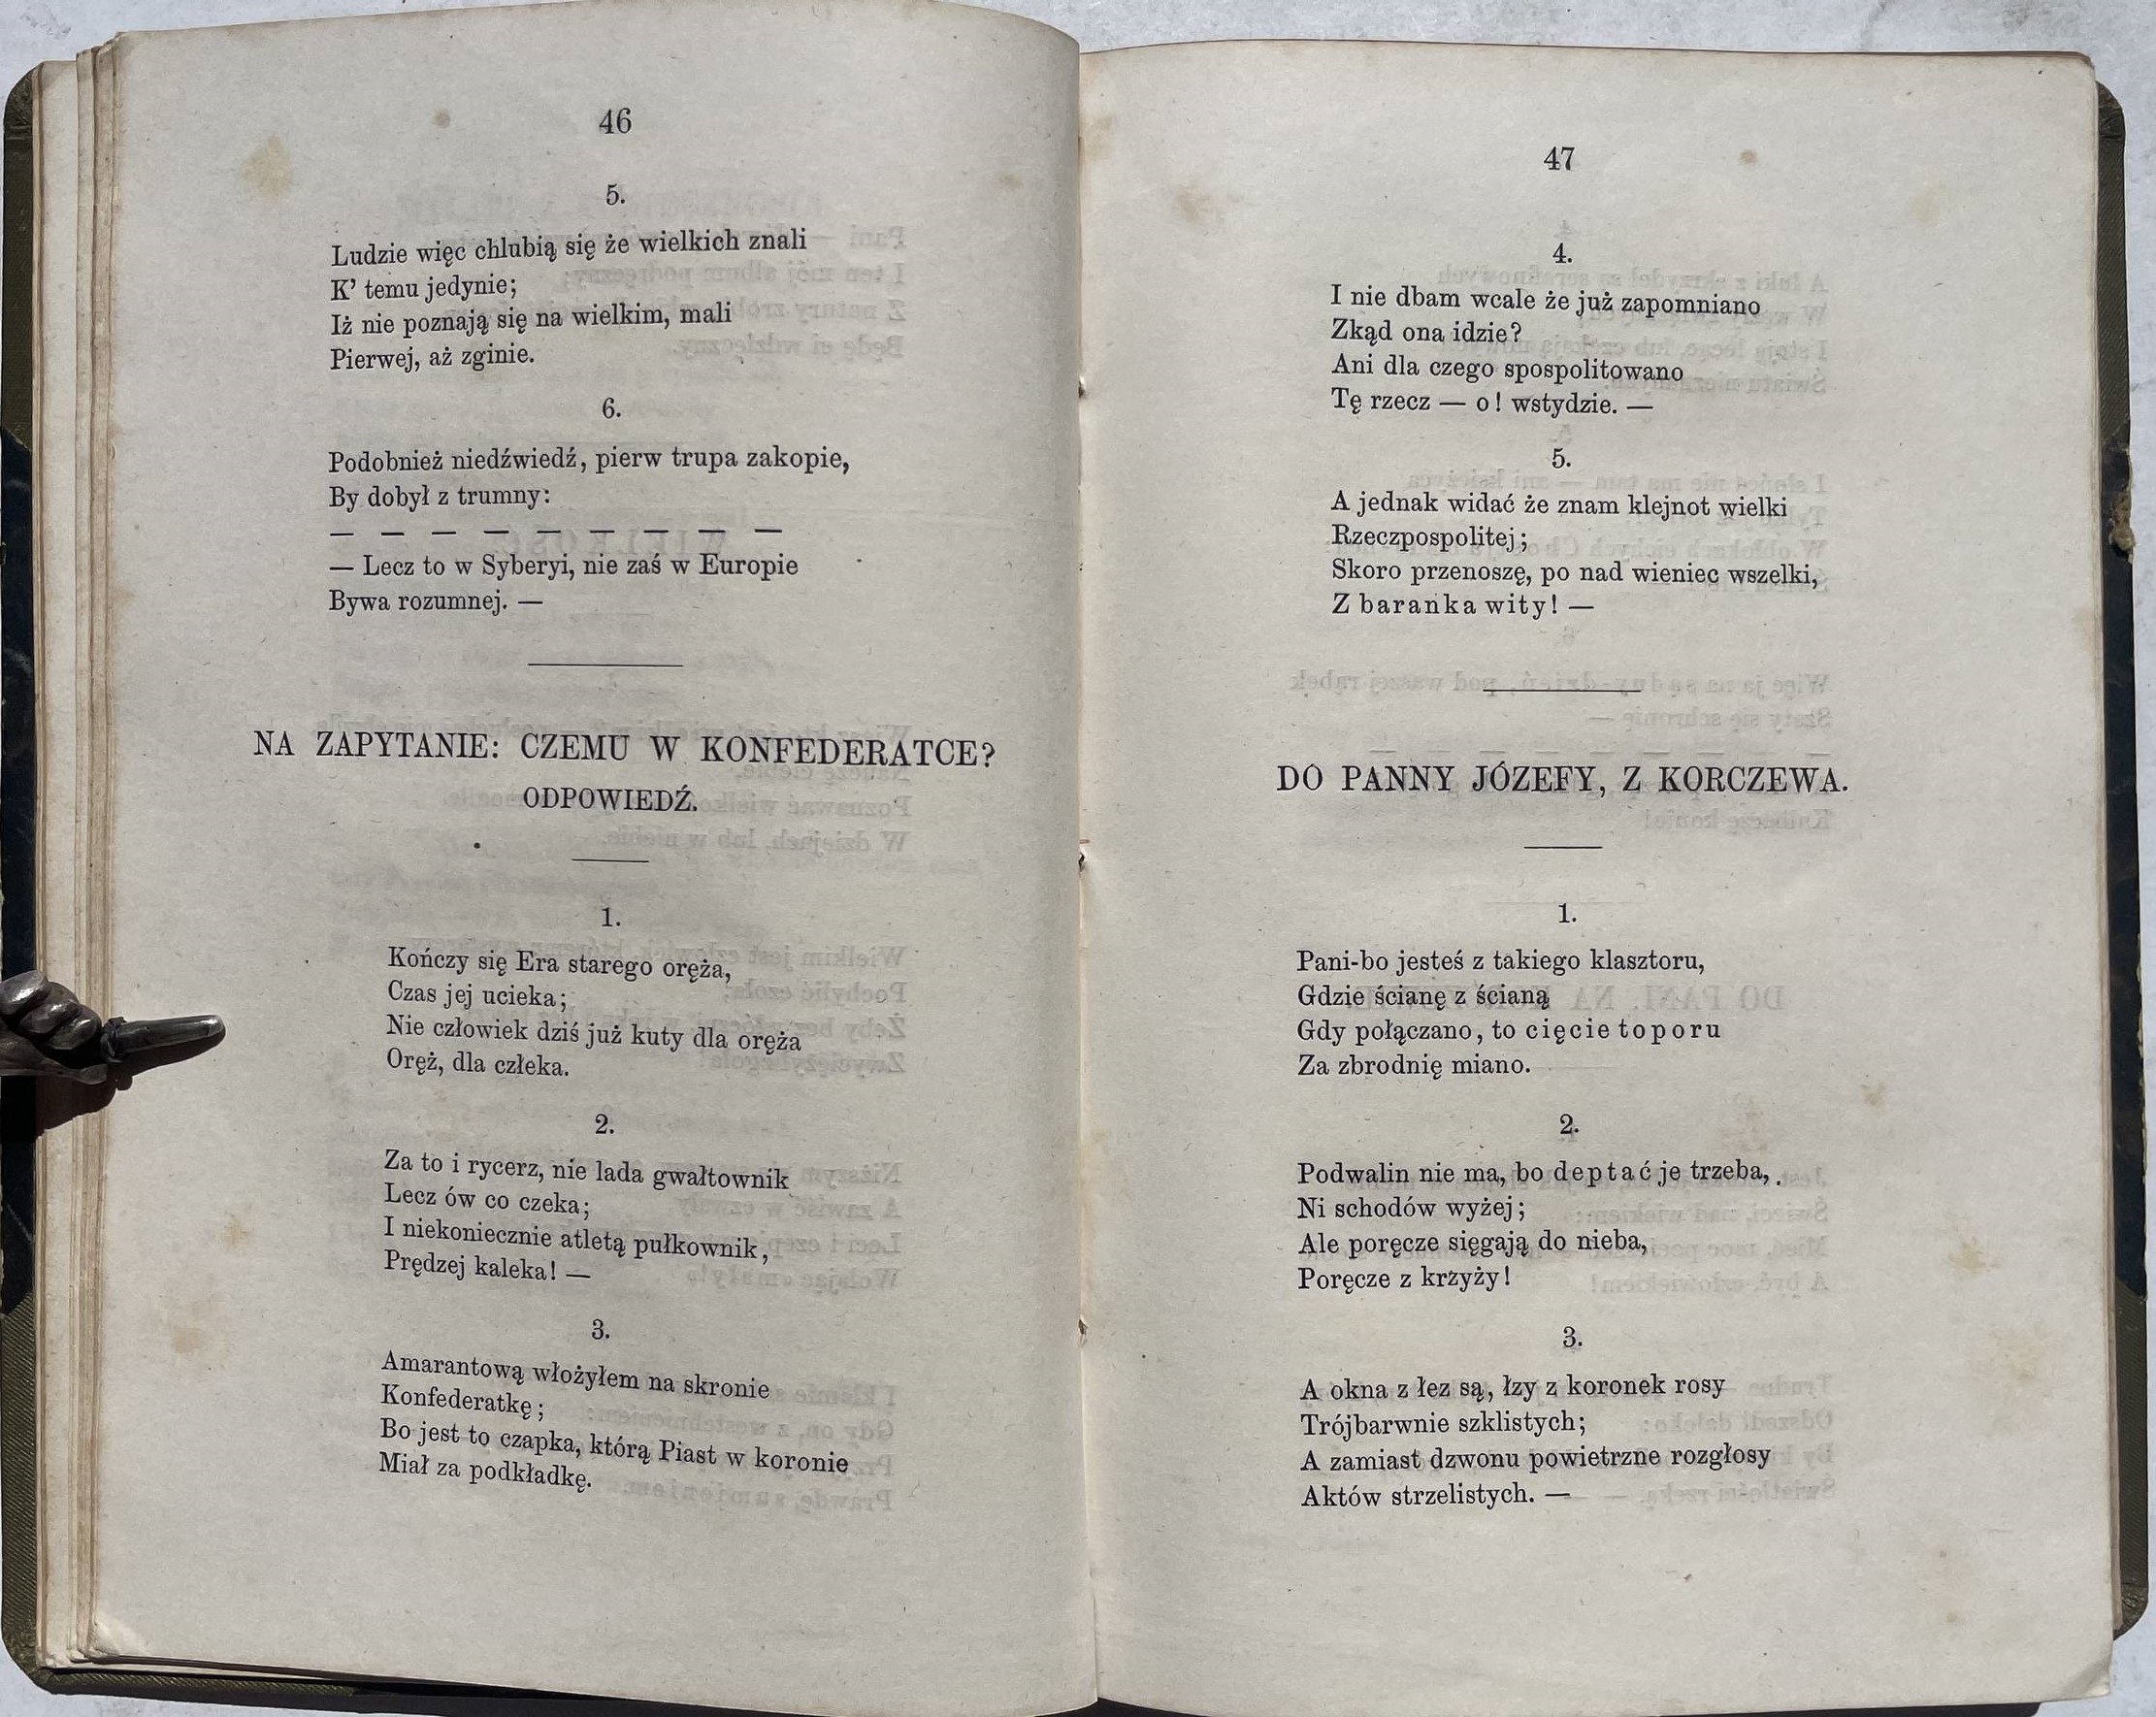 46
5.
Ludzie więc chlubią się że wielkich znali
K’ temu jedynie;
Iż nie poznają się na wielkim, mali
Pierwej, aż zginie.
6.
Podobnież niedźwiedź, pierw trupa zakopie,
By dobył z trumny:
— — — — — — — — —
— Lecz to w Syberyi, nie zaś w Europie
Bywa rozumnej. —
NA ZAPYTANIE: CZEMU W KONFEDERATCE?
ODPOWIEDŹ.
1.
Kończy się Era starego oręża,
Czas jej ucieka;
Nie człowiek dziś już kuty dla oręża
Oręż, dla człeka.
2.
Za to i rycerz, nie lada gwałtownik
Lecz ów co czeka;
I niekoniecznie atletą pułkownik,
Prędzej kaleka! —
3.
Amarantową włożyłem na skronie
Konfederatkę;
Bo jest to czapka, którą Piast w koronie
Miał za podkładkę.
47
4.
I nie dbam wcale że już zapomniano
Zkąd ona idzie?
Ani dla czego spospolitowano
Tę rzecz — o! wstydzie. —
5.
A jednak widać że znam klejnot wielki
Rzeczpospolitej;
Skoro przenoszę, po nad wieniec wszelki,
Z baranka wity! —
DO PANNY JÓZEFY, Z KORCZEWA.
1.
Pani-bo jesteś z takiego klasztoru,
Gdzie ścianę z ścianą
Gdy połączano, to cięcie toporu
Za zbrodnię miano.
2.
Podwalin nie ma, bo deptać je trzeba,.
Ni schodów wyżej;
Ale poręcze sięgają do nieba,
Poręcze z krzyży!
3.
A okna z łez są, łzy z koronek rosy
Trójbarwnie szklistych;
A zamiast dzwonu powietrzne rozgłosy
Aktów strzelistych. —